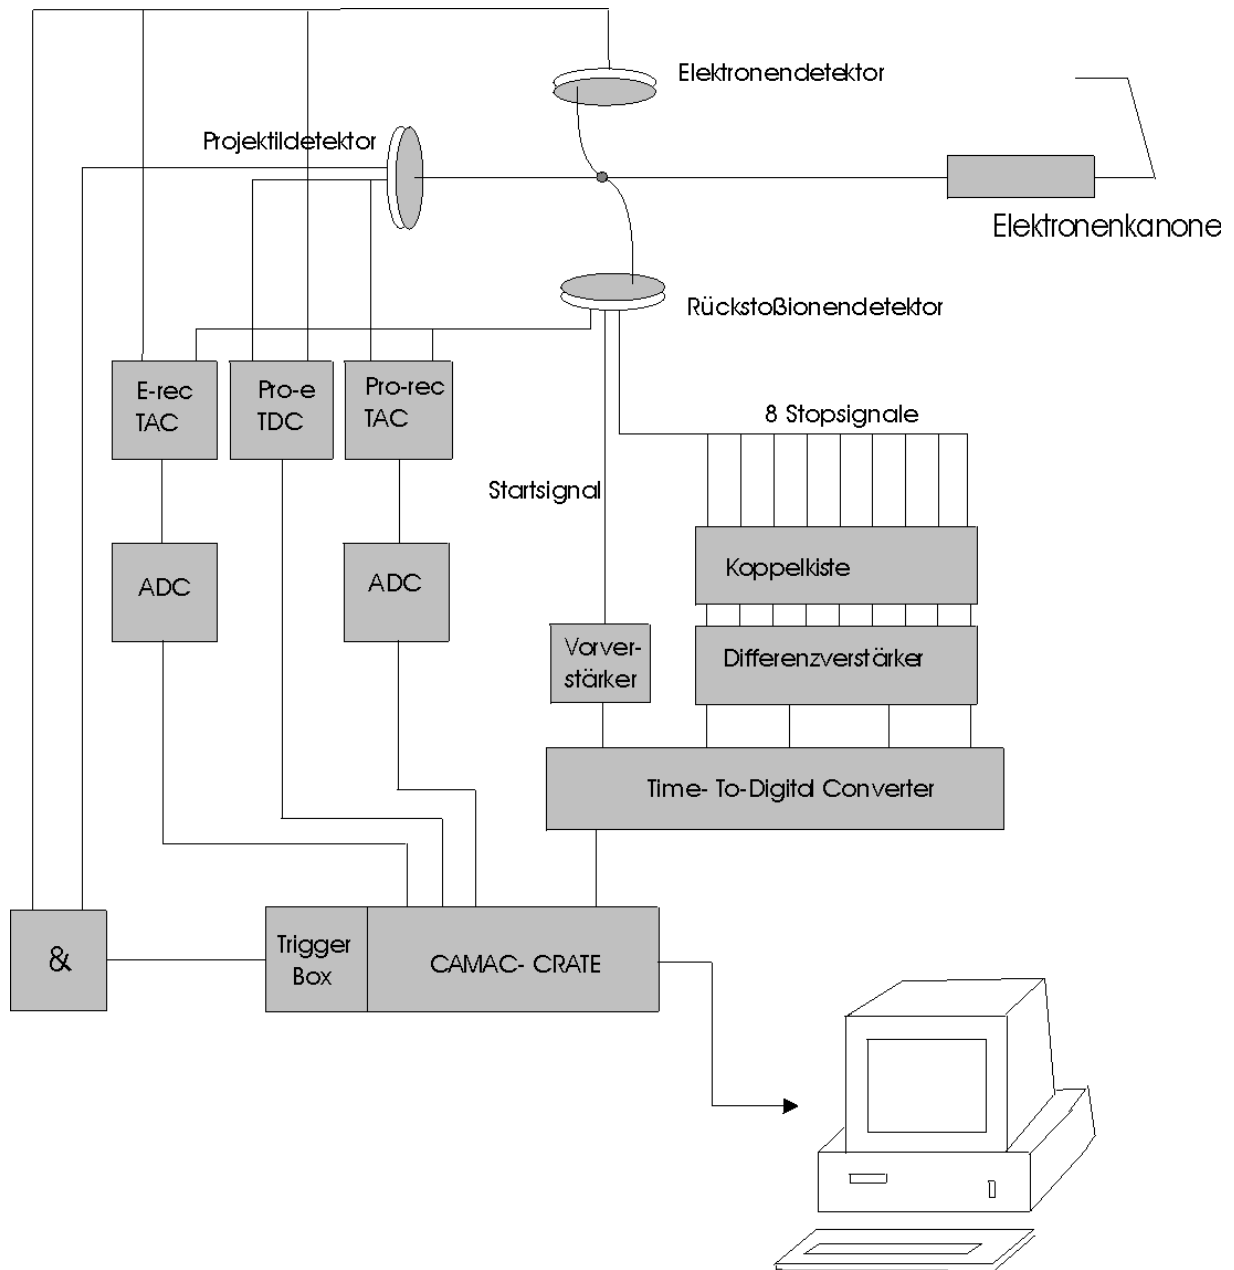 Elektronendetektor
Projektildetektor
Elektronenkanone
Rückstoßionendetektor
E-rec
TAC
Pro-e
TDC
Pro-rec
TAC
8 Stopsignale
Startsignal
ADC
ADC
Koppelkiste
Vorver-
stärker
Differenzverstärker
Time- To-Digital Converter
&
Trigger
Box
CAMAC- CRATE